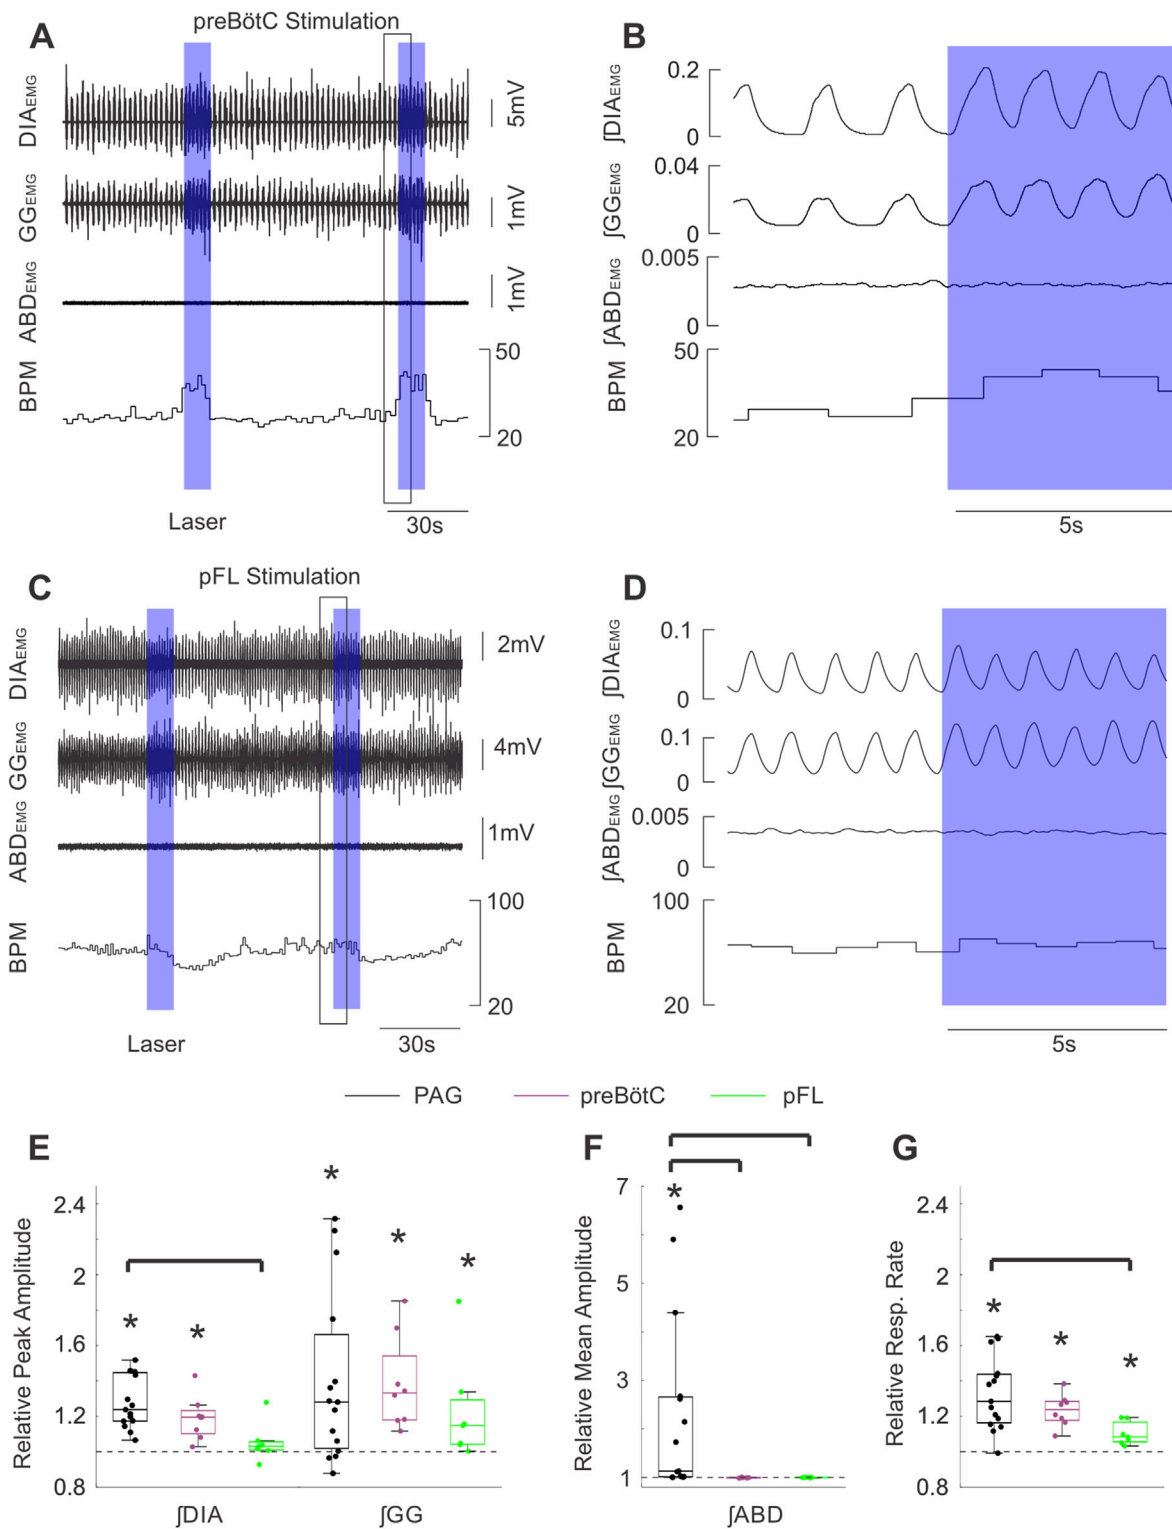 A
preBötC Stimulation
DIAEMG
5mV
GGEMG
1mV
ABDEMG
1mV
BPM
50
20
Laser
30s
B
∫DIAEMG
0.2
0
∫GGEMG
0.04
0
∫ABDEMG
0.005
0
BPM
50
20
5s
C
pFL Stimulation
DIAEMG
2mV
GGEMG
4mV
ABDEMG
1mV
BPM
100
20
Laser
30s
D
∫DIAEMG
0.1
0
∫GGEMG
0.1
0
∫ABDEMG
0.005
0
BPM
100
20
5s
PAG preBötC pFL
E
Relative Peak Amplitude
2.4
2
1.6
1.2
0.8
* * * * *
∫DIA ∫GG
F
Relative Mean Amplitude
7
5
3
1
*
∫ABD
G
Relative Resp. Rate
2.4
2
1.6
1.2
0.8
* * *